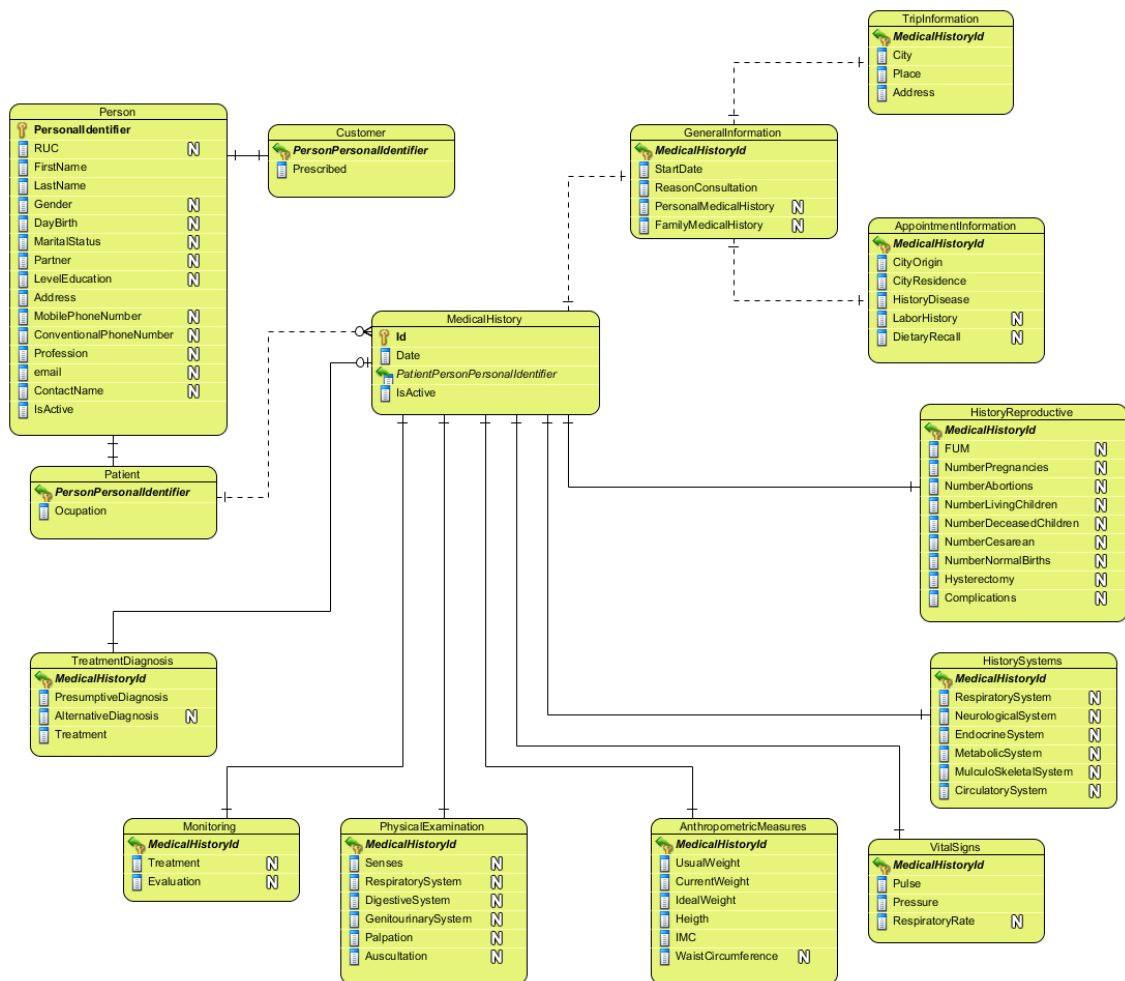 TripInformation
MedicalHistoryId
City
Place
Address
Person
PersonalIdentifier
RUC N
FirstName
LastName
Gender N
DayBirth N
MaritalStatus N
Partner N
LevelEducation N
Address
MobilePhoneNumber N
ConventionalPhoneNumber N
Profession N
email N
ContactName N
IsActive
Customer
PersonPersonalIdentifier
Prescribed
GeneralInformation
MedicalHistoryId
StartDate
ReasonConsultation
PersonalMedicalHistory N
FamilyMedicalHistory N
AppointmentInformation
MedicalHistoryId
CityOrigin
CityResidence
HistoryDisease
LaborHistory N
DietaryRecall N
MedicalHistory
Id
Date
PatientPersonPersonalIdentifier
IsActive
HistoryReproductive
MedicalHistoryId
FUM N
NumberPregnancies N
NumberAbortions N
NumberLivingChildren N
NumberDeceasedChildren N
NumberCesarean N
NumberNormalBirths N
Hysterectomy N
Complications N
Patient
PersonPersonalIdentifier
Ocupation
TreatmentDiagnosis
MedicalHistoryId
PresumptiveDiagnosis
AlternativeDiagnosis N
Treatment
HistorySystems
MedicalHistoryId
RespiratorySystem N
NeurologicalSystem N
EndocrineSystem N
MetabolicSystem N
MulculoSkeletalSystem N
CirculatorySystem N
Monitoring
MedicalHistoryId
Treatment N
Evaluation N
PhysicalExamination
MedicalHistoryId
Senses N
RespiratorySystem N
DigestiveSystem N
GenitourinarySystem N
Palpation N
Auscultation N
AnthropometricMeasures
MedicalHistoryId
UsualWeight
CurrentWeight
IdealWeight
Heigth
IMC
WaistCircumference N
VitalSigns
MedicalHistoryId
Pulse
Pressure
RespiratoryRate N